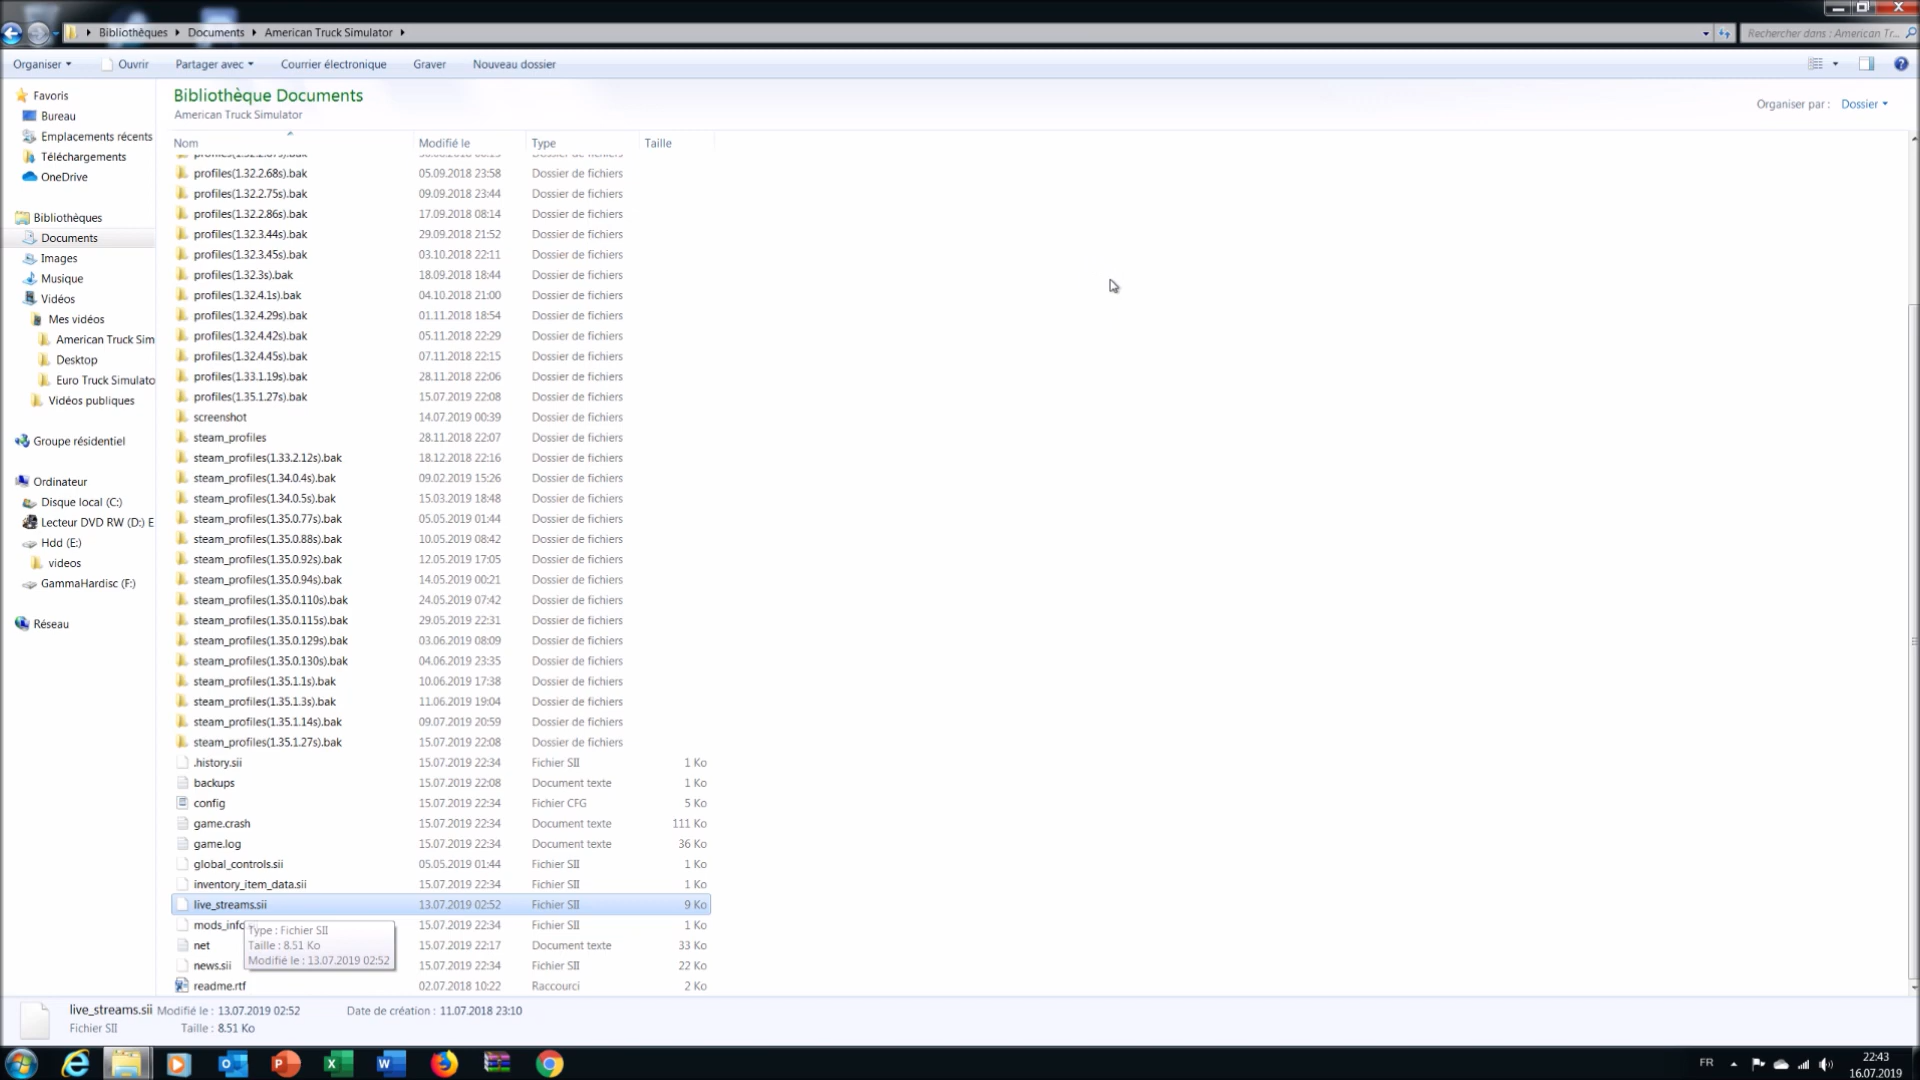 Bibliothèques Documents American Truck Simulator
Rechercher dans : American Tr...
Organiser Ouvrir Partager avec Courrier électronique Graver Nouveau dossier
Favoris
Bureau
Emplacements récents
Téléchargements
OneDrive
Bibliothèques
Documents
Images
Musique
Vidéos
Mes vidéos
American Truck Sim
Desktop
Euro Truck Simulato
Vidéos publiques
Groupe résidentiel
Ordinateur
Disque local (C:)
Lecteur DVD RW (D:) E
Hdd (E:)
videos
GammaHardisc (F:)
Réseau
Bibliothèque Documents
American Truck Simulator
Organiser par : Dossier
Nom Modifié le Type Taille
profiles(1.32.2.68s).bak 05.09.2018 23:58 Dossier de fichiers
profiles(1.32.2.75s).bak 09.09.2018 23:44 Dossier de fichiers
profiles(1.32.2.86s).bak 17.09.2018 08:14 Dossier de fichiers
profiles(1.32.3.44s).bak 29.09.2018 21:52 Dossier de fichiers
profiles(1.32.3.45s).bak 03.10.2018 22:11 Dossier de fichiers
profiles(1.32.3s).bak 18.09.2018 18:44 Dossier de fichiers
profiles(1.32.4.1s).bak 04.10.2018 21:00 Dossier de fichiers
profiles(1.32.4.29s).bak 01.11.2018 18:54 Dossier de fichiers
profiles(1.32.4.42s).bak 05.11.2018 22:29 Dossier de fichiers
profiles(1.32.4.45s).bak 07.11.2018 22:15 Dossier de fichiers
profiles(1.33.1.19s).bak 28.11.2018 22:06 Dossier de fichiers
profiles(1.35.1.27s).bak 15.07.2019 22:08 Dossier de fichiers
screenshot 14.07.2019 00:39 Dossier de fichiers
steam_profiles 28.11.2018 22:07 Dossier de fichiers
steam_profiles(1.33.2.12s).bak 18.12.2018 22:16 Dossier de fichiers
steam_profiles(1.34.0.4s).bak 09.02.2019 15:26 Dossier de fichiers
steam_profiles(1.34.0.5s).bak 15.03.2019 18:48 Dossier de fichiers
steam_profiles(1.35.0.77s).bak 05.05.2019 01:44 Dossier de fichiers
steam_profiles(1.35.0.88s).bak 10.05.2019 08:42 Dossier de fichiers
steam_profiles(1.35.0.92s).bak 12.05.2019 17:05 Dossier de fichiers
steam_profiles(1.35.0.94s).bak 14.05.2019 00:21 Dossier de fichiers
steam_profiles(1.35.0.110s).bak 24.05.2019 07:42 Dossier de fichiers
steam_profiles(1.35.0.115s).bak 29.05.2019 22:31 Dossier de fichiers
steam_profiles(1.35.0.129s).bak 03.06.2019 08:09 Dossier de fichiers
steam_profiles(1.35.0.130s).bak 04.06.2019 23:35 Dossier de fichiers
steam_profiles(1.35.1.1s).bak 10.06.2019 17:38 Dossier de fichiers
steam_profiles(1.35.1.3s).bak 11.06.2019 19:04 Dossier de fichiers
steam_profiles(1.35.1.14s).bak 09.07.2019 20:59 Dossier de fichiers
steam_profiles(1.35.1.27s).bak 15.07.2019 22:08 Dossier de fichiers
.history.sii 15.07.2019 22:34 Fichier SII 1 Ko
backups 15.07.2019 22:08 Document texte 1 Ko
config 15.07.2019 22:34 Fichier CFG 5 Ko
game.crash 15.07.2019 22:34 Document texte 111 Ko
game.log 15.07.2019 22:34 Document texte 36 Ko
global_controls.sii 05.05.2019 01:44 Fichier SII 1 Ko
inventory_item_data.sii 15.07.2019 22:34 Fichier SII 1 Ko
live_streams.sii 13.07.2019 02:52 Fichier SII 9 Ko
mods_info 15.07.2019 22:34 Fichier SII 1 Ko
net 15.07.2019 22:17 Document texte 33 Ko
news.sii 15.07.2019 22:34 Fichier SII 22 Ko
readme.rtf 02.07.2018 10:22 Raccourci 2 Ko
Type : Fichier SII
Taille : 8.51 Ko
Modifié le : 13.07.2019 02:52
live_streams.sii Modifié le : 13.07.2019 02:52 Date de création : 11.07.2018 23:10
Fichier SII Taille : 8.51 Ko
FR
22:43
16.07.2019